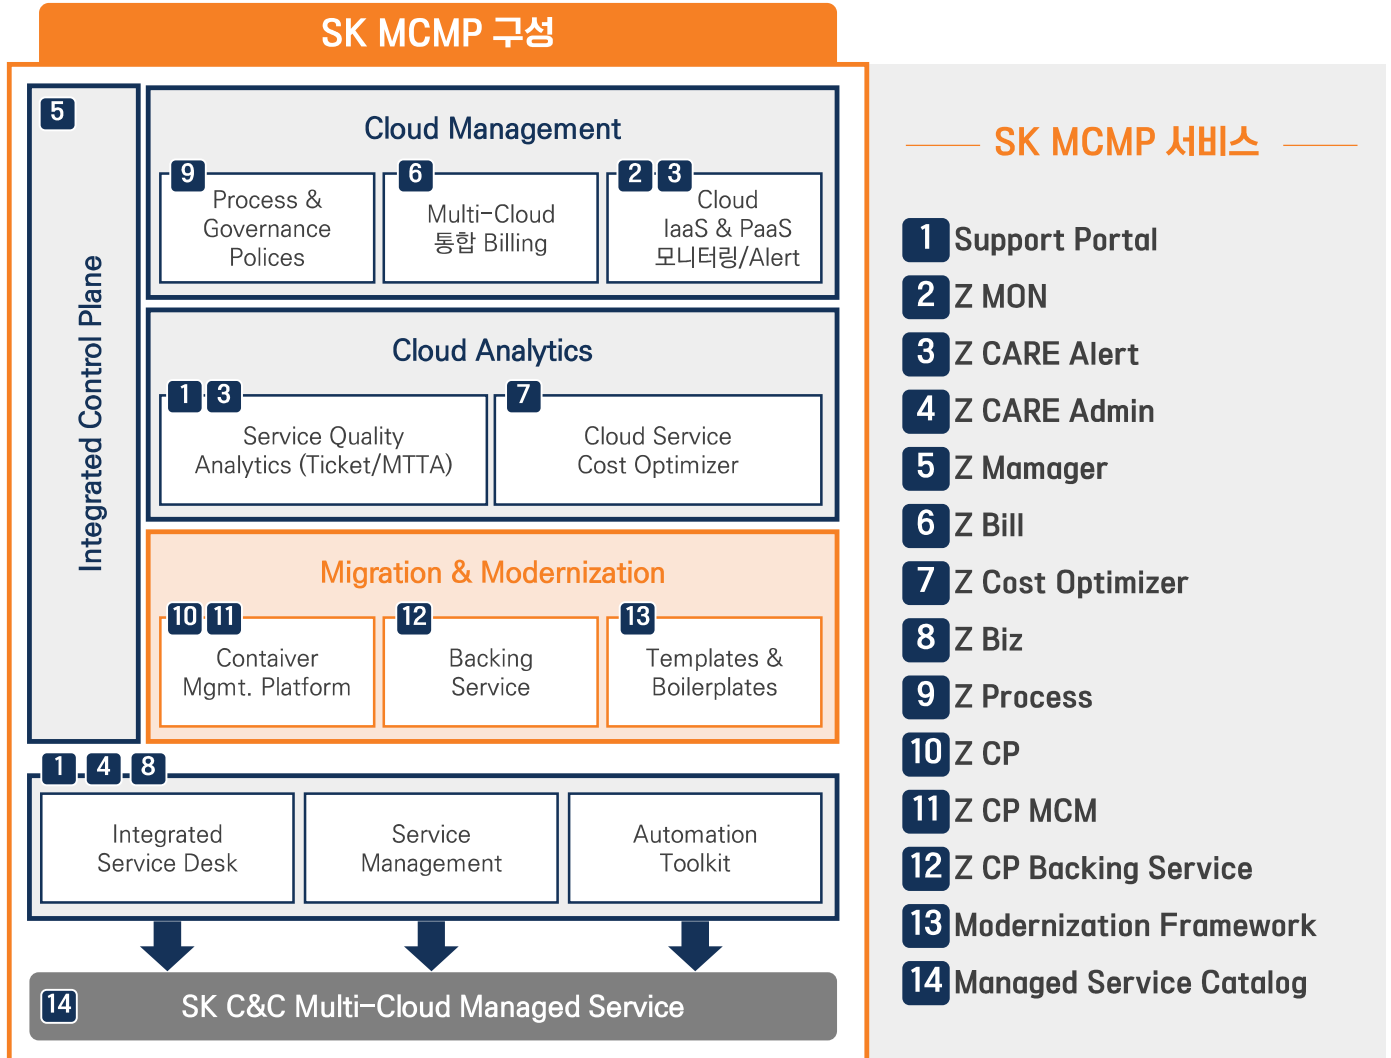 SK MCMP 구성
5
Integrated Control Plane
Cloud Management
9
Process &
Governance
Polices
6
Multi-Cloud
통합 Billing
2 3
Cloud
IaaS & PaaS
모니터링/Alert
Cloud Analytics
1 3
Service Quality
Analytics (Ticket/MTTA)
7
Cloud Service
Cost Optimizer
Migration & Modernization
10 11
Contaiver
Mgmt. Platform
12
Backing
Service
13
Templates &
Boilerplates
1 4 8
Integrated
Service Desk
Service
Management
Automation
Toolkit
14 SK C&C Multi-Cloud Managed Service
SK MCMP 서비스
1 Support Portal
2 Z MON
3 Z CARE Alert
4 Z CARE Admin
5 Z Mamager
6 Z Bill
7 Z Cost Optimizer
8 Z Biz
9 Z Process
10 Z CP
11 Z CP MCM
12 Z CP Backing Service
13 Modernization Framework
14 Managed Service Catalog